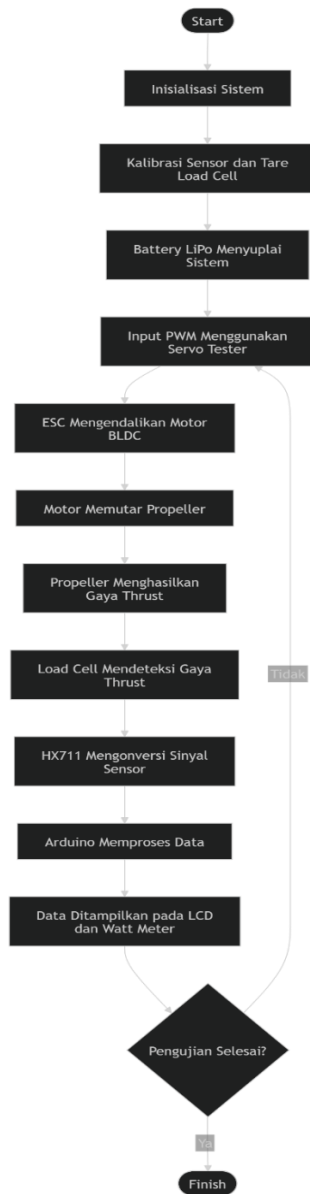 Start
Inisialisasi Sistem
Kalibrasi Sensor dan Tare
Load Cell
Battery LiPo Menyuplai
Sistem
Input PWM Menggunakan
Servo Tester
ESC Mengendalikan Motor
BLDC
Motor Memutar Propeller
Propeller Menghasilkan
Gaya Thrust
Load Cell Mendeteksi Gaya
Thrust
Tidak
HX711 Mengonversi Sinyal
Sensor
Arduino Memproses Data
Data Ditampilkan pada LCD
dan Watt Meter
Pengujian Selesai?
Ya
Finish